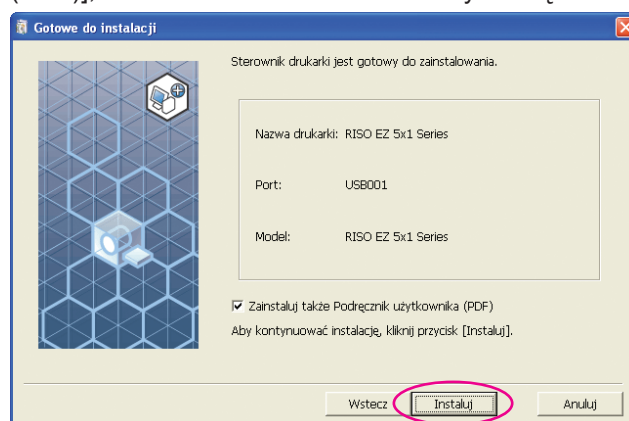 Gotowe do instalacji
Sterownik drukarki jest gotowy do zainstalowania.
Nazwa drukarki: RISO EZ 5x1 Series
Port: USB001
Model: RISO EZ 5x1 Series
Zainstaluj także Podręcznik użytkownika (PDF)
Aby kontynuować instalację, kliknij przycisk [Instaluj].
Wstecz Instaluj Anuluj